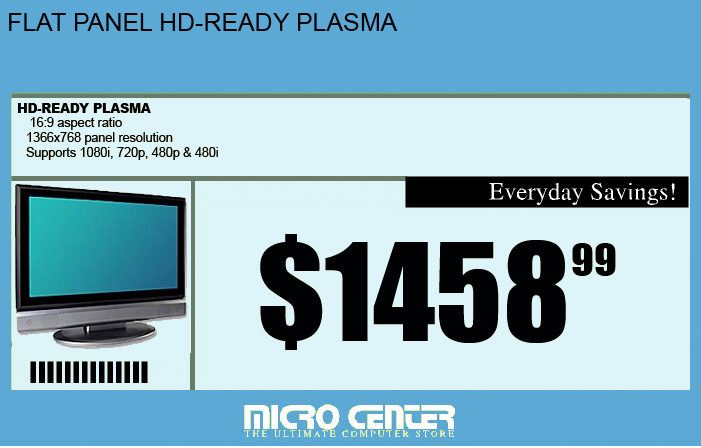 FLAT PANEL HD-READY PLASMA
HD-READY PLASMA
16:9 aspect ratio
1366x768 panel resolution
Supports 1080i, 720p, 480p & 480i
Everyday Savings!
$1458.99
MICRO CENTER
THE ULTIMATE COMPUTER STORE